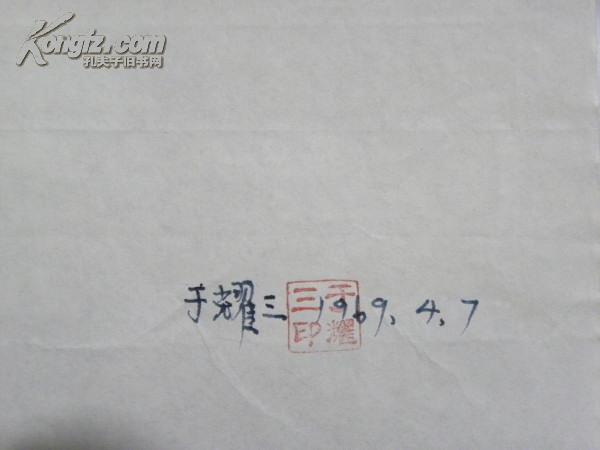 Kongfz.com
孔夫子旧书网
于耀三 1969.4.7
于耀三印